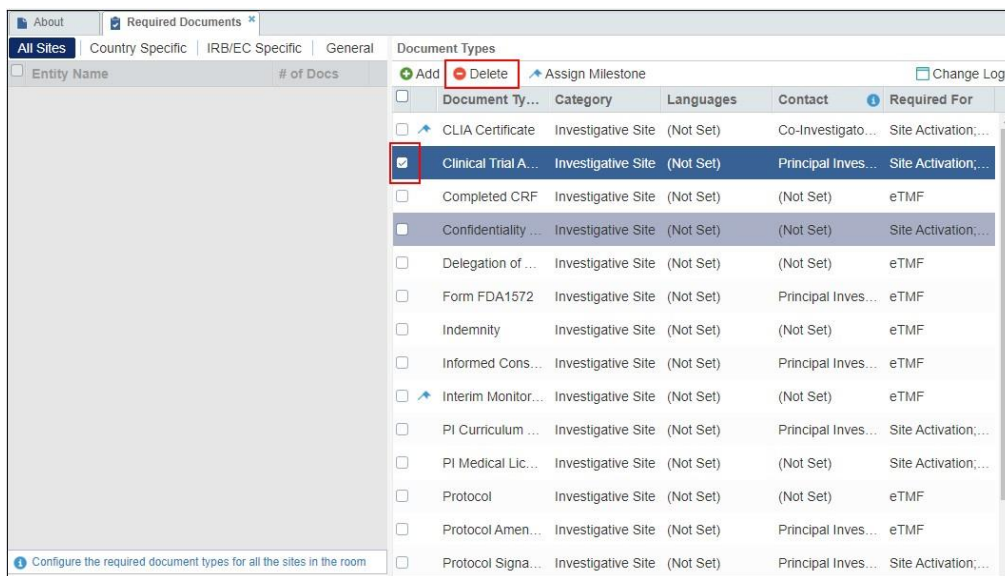 About Required Documents
All Sites Country Specific IRB/EC Specific General Document Types
Entity Name # of Docs Add Delete Assign Milestone Change Log
Document Ty... Category Languages Contact Required For
CLIA Certificate Investigative Site (Not Set) Co-Investigato... Site Activation;...
Clinical Trial A... Investigative Site (Not Set) Principal Inves... Site Activation;...
Completed CRF Investigative Site (Not Set) (Not Set) eTMF
Confidentiality ... Investigative Site (Not Set) (Not Set) Site Activation;...
Delegation of ... Investigative Site (Not Set) (Not Set) eTMF
Form FDA1572 Investigative Site (Not Set) Principal Inves... eTMF
Indemnity Investigative Site (Not Set) (Not Set) eTMF
Informed Cons... Investigative Site (Not Set) Principal Inves... eTMF
Interim Monitor... Investigative Site (Not Set) (Not Set) eTMF
PI Curriculum ... Investigative Site (Not Set) Principal Inves... Site Activation;...
PI Medical Lic... Investigative Site (Not Set) (Not Set) Site Activation;...
Protocol Investigative Site (Not Set) (Not Set) eTMF
Protocol Amen... Investigative Site (Not Set) Principal Inves... eTMF
Configure the required document types for all the sites in the room Protocol Signa... Investigative Site (Not Set) Principal Inves... Site Activation;...